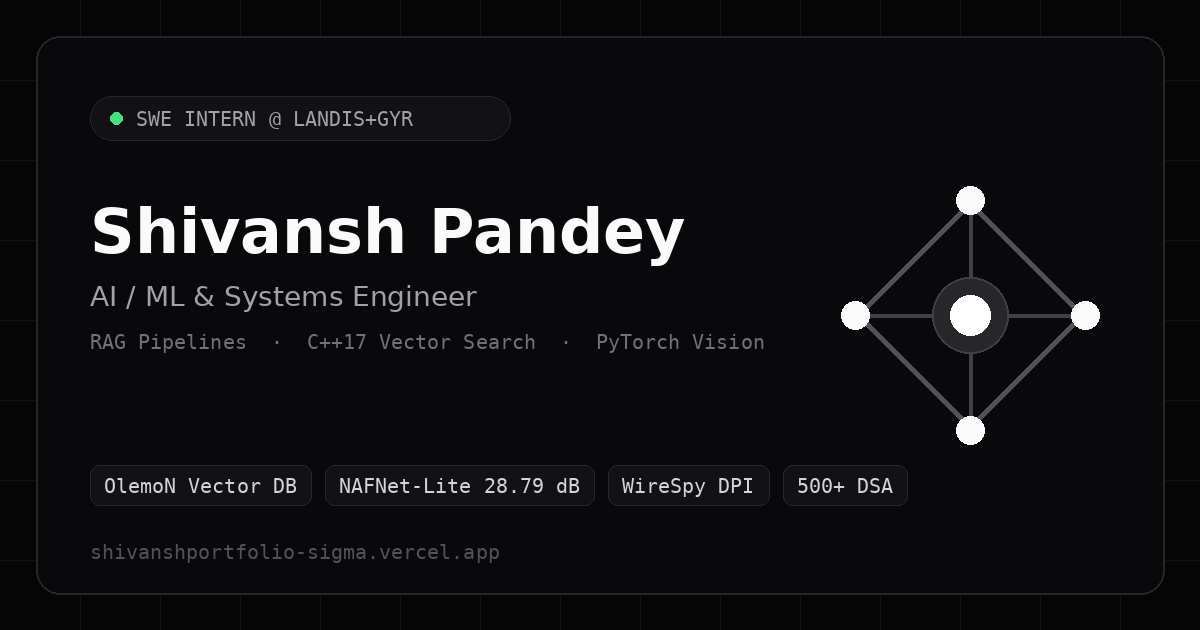 SWE INTERN @ LANDIS+GYR
Shivansh Pandey
AI / ML & Systems Engineer
RAG Pipelines · C++17 Vector Search · PyTorch Vision
OlemoN Vector DB NAFNet-Lite 28.79 dB WireSpy DPI 500+ DSA
shivanshportfolio-sigma.vercel.app